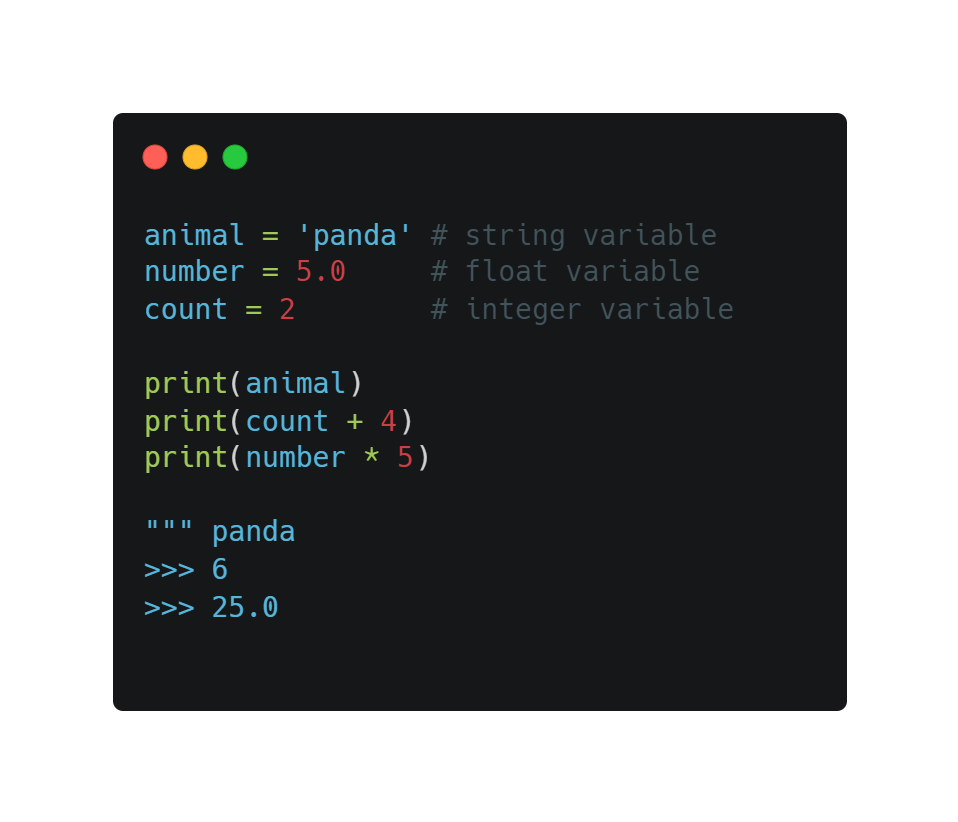 animal = 'panda' # string variable
number = 5.0     # float variable
count = 2        # integer variable
print(animal)
print(count + 4)
print(number * 5)
""" panda
>>> 6
>>> 25.0